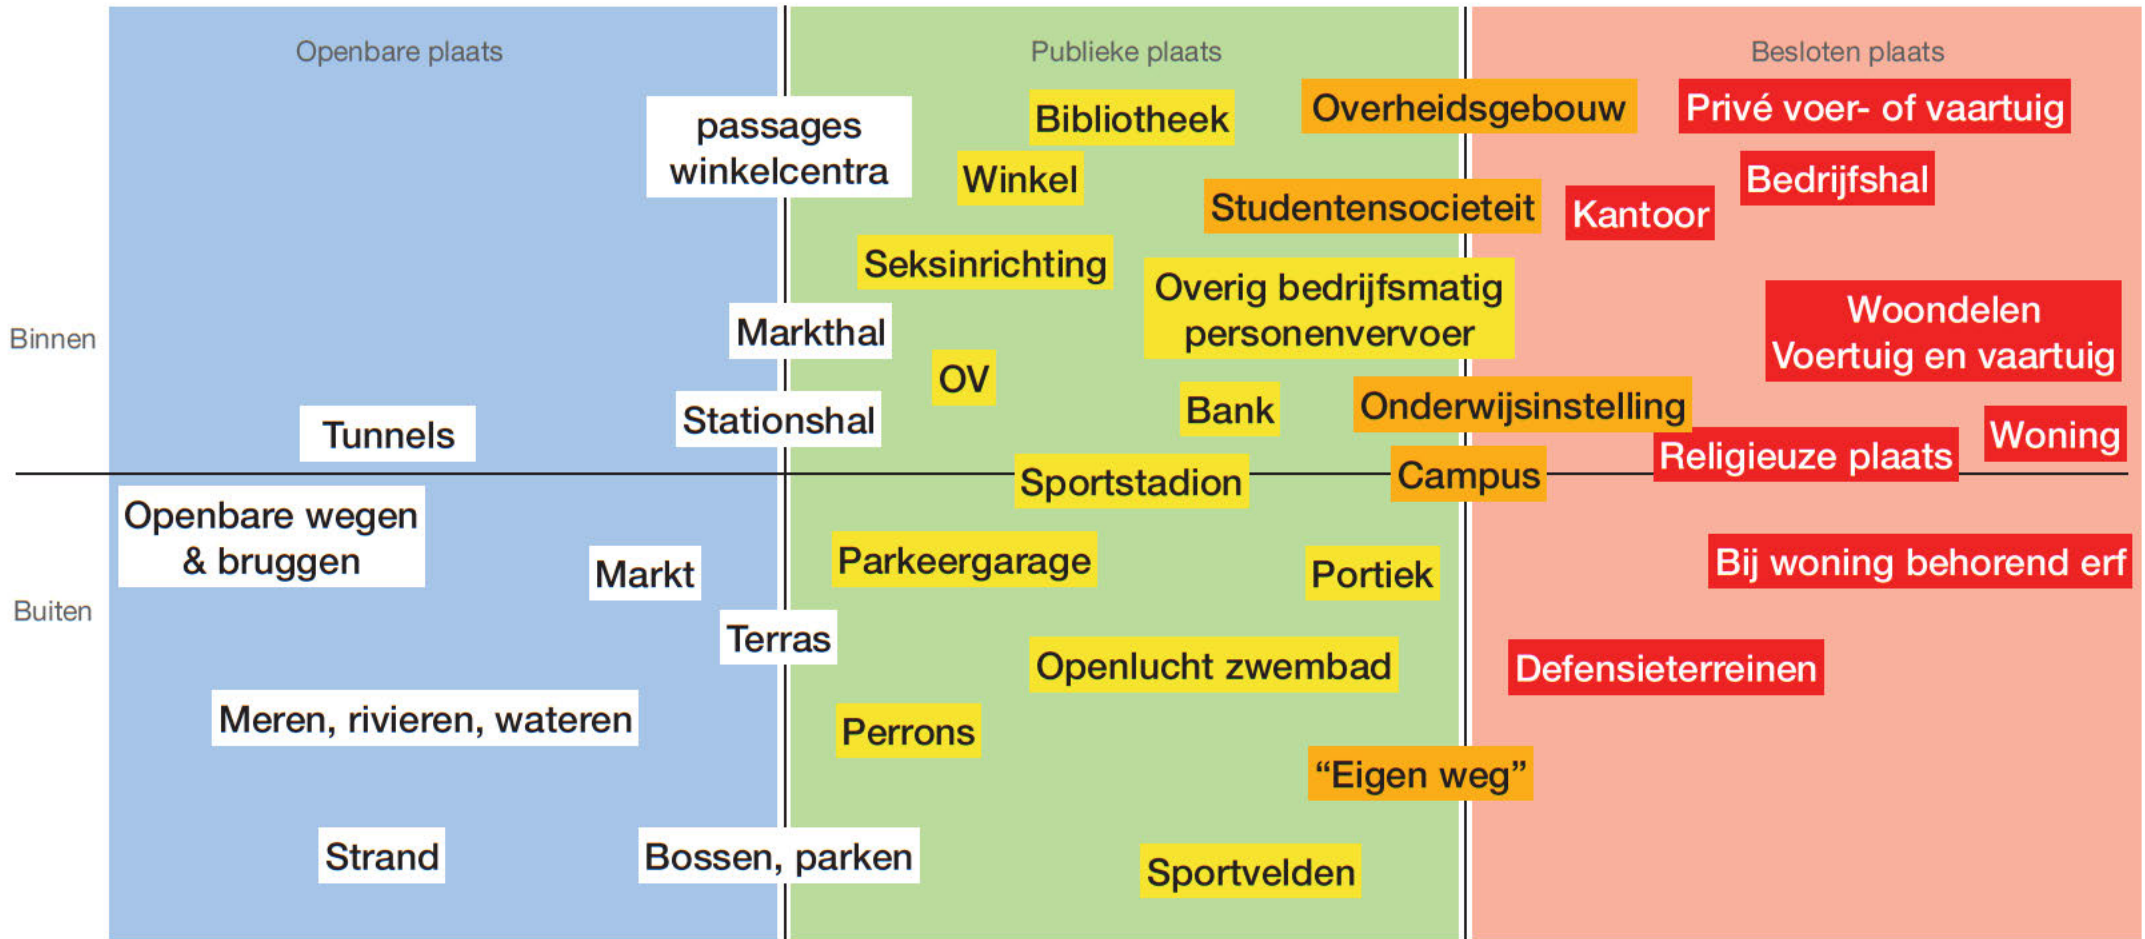 Openbare plaats
Publieke plaats
Besloten plaats
passages
winkelcentra
Bibliotheek
Overheidsgebouw
Privé voer- of vaartuig
Winkel
Studentensocieteit
Kantoor
Bedrijfshal
Seksinrichting
Overig bedrijfsmatig
personenvervoer
Woondelen
Voertuig en vaartuig
Binnen
Markthal
OV
Bank
Onderwijsinstelling
Tunnels
Stationshal
Religieuze plaats
Woning
Sportstadion
Campus
Openbare wegen
& bruggen
Markt
Parkeergarage
Portiek
Bij woning behorend erf
Buiten
Terras
Openlucht zwembad
Defensieterreinen
Meren, rivieren, wateren
Perrons
“Eigen weg”
Strand
Bossen, parken
Sportvelden